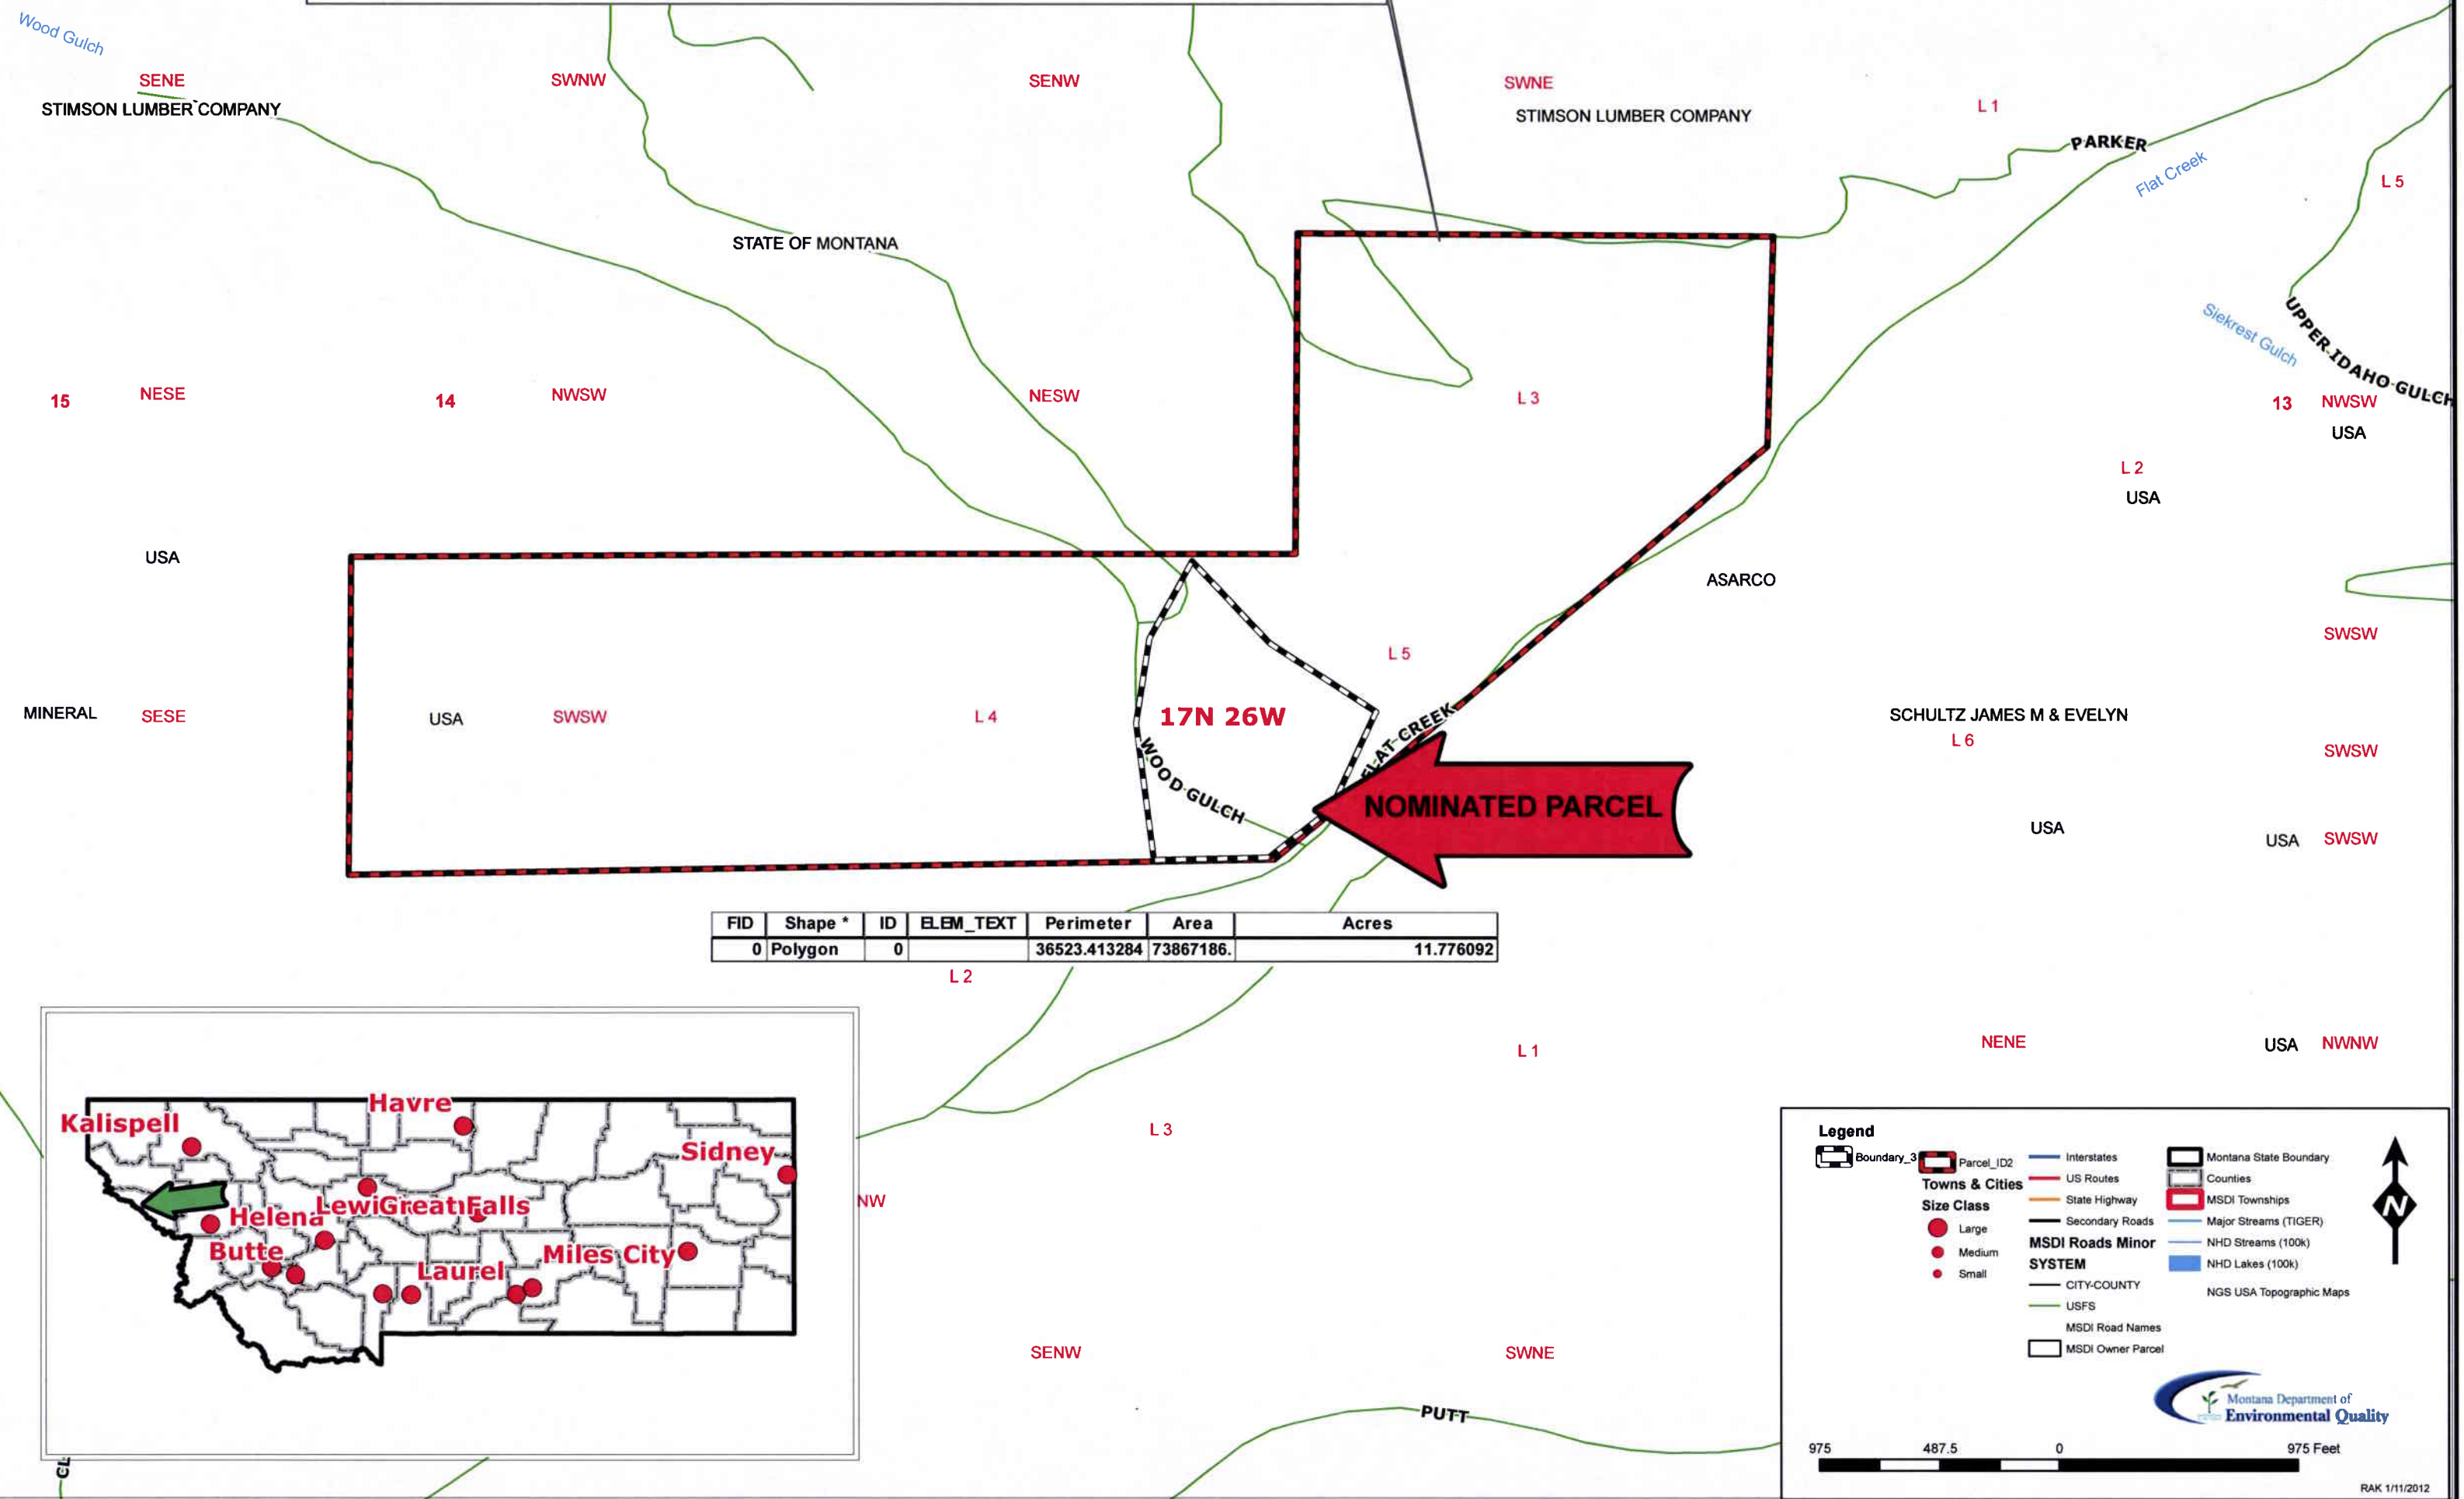 Wood Gulch
SENE
SWNW
SENW
SWNE
L 1
STIMSON LUMBER COMPANY
STIMSON LUMBER COMPANY
PARKER
Flat Creek
L 5
STATE OF MONTANA
Siekrest Gulch
UPPER IDAHO GULCH
15
NESE
14
NWSW
NESW
L 3
13
NWSW
USA
L 2
USA
USA
ASARCO
SWSW
L 5
MINERAL
SESE
USA
SWSW
L 4
17N 26W
FLAT CREEK
SCHULTZ JAMES M & EVELYN
L 6
SWSW
WOOD GULCH
NOMINATED PARCEL
USA
USA
SWSW
FID Shape * ID ELEM_TEXT Perimeter Area Acres
0 Polygon 0 36523.413284 73867186. 11.776092
L 2
L 1
NENE
USA
NWNW
L 3
NW
SENW
SWNE
PUTT
CL
Kalispell
Havre
Sidney
Lewi
Great Falls
Helena
Butte
Laurel
Miles City
Legend
Boundary_3
Parcel_ID2
Towns & Cities
Size Class
Large
Medium
Small
Interstates
US Routes
State Highway
Secondary Roads
MSDI Roads Minor
SYSTEM
CITY-COUNTY
USFS
MSDI Road Names
MSDI Owner Parcel
Montana State Boundary
Counties
MSDI Townships
Major Streams (TIGER)
NHD Streams (100k)
NHD Lakes (100k)
NGS USA Topographic Maps
N
Montana Department of
Environmental Quality
975 487.5 0 975 Feet
RAK 1/11/2012